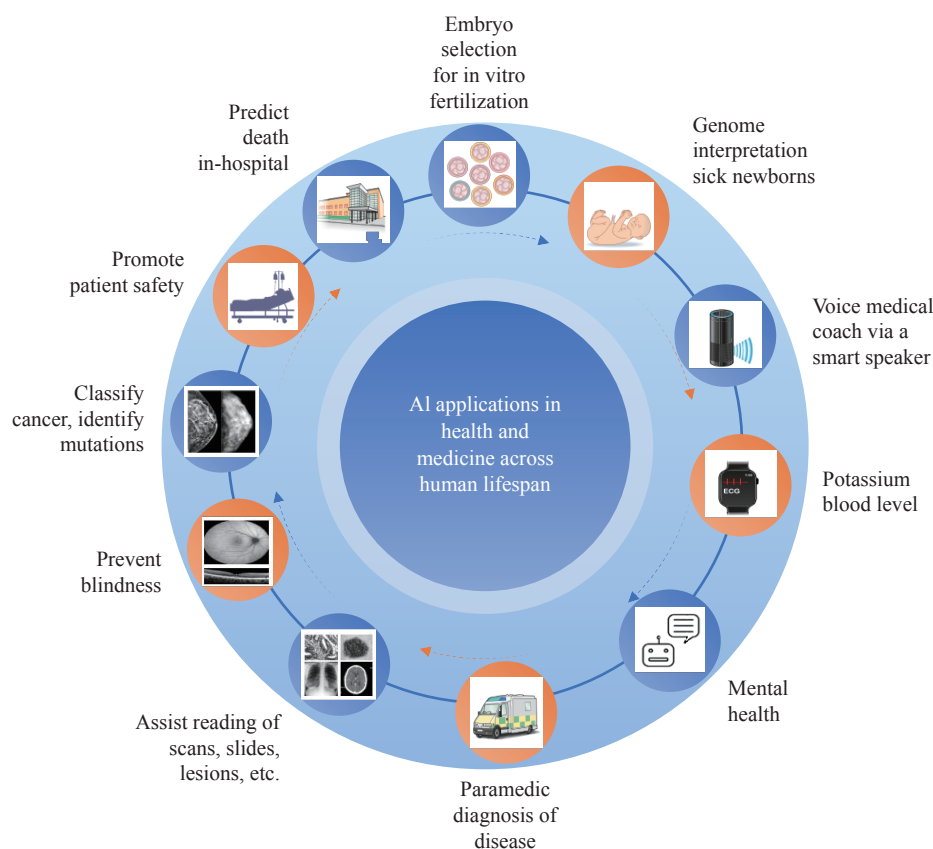 Embryo
selection
for in vitro
fertilization
Genome
interpretation
sick newborns
Voice medical
coach via a
smart speaker
ECG
Potassium
blood level
Mental
health
Paramedic
diagnosis of
disease
Assist reading of
scans, slides,
lesions, etc.
Prevent
blindness
Classify
cancer, identify
mutations
Promote
patient safety
Predict
death
in-hospital
AI applications in
health and
medicine across
human lifespan